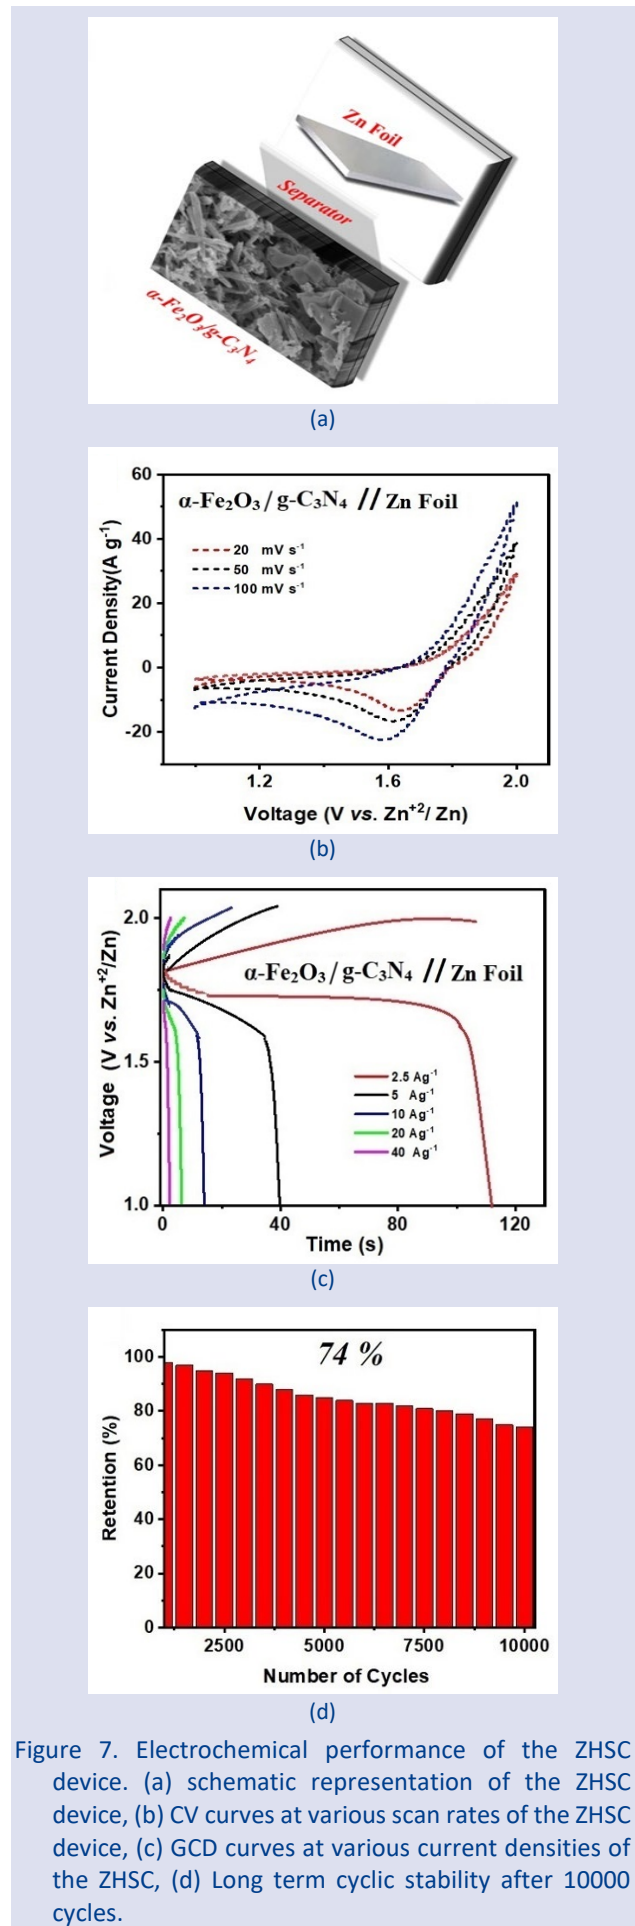 Zn Foil
Separator
α-Fe₂O₃/g-C₃N₄
(a)
60
40
20
0
-20
Current Density(A g⁻¹)
α-Fe₂O₃ / g-C₃N₄ // Zn Foil
20 mV s⁻¹
50 mV s⁻¹
100 mV s⁻¹
1.2 1.6 2.0
Voltage (V vs. Zn⁺²/ Zn)
(b)
2.0
1.5
1.0
Voltage (V vs. Zn⁺²/Zn)
α-Fe₂O₃ / g-C₃N₄ // Zn Foil
2.5 Ag⁻¹
5 Ag⁻¹
10 Ag⁻¹
20 Ag⁻¹
40 Ag⁻¹
0 40 80 120
Time (s)
(c)
100
80
60
40
20
0
Retention (%)
74 %
2500 5000 7500 10000
Number of Cycles
(d)
Figure 7. Electrochemical performance of the ZHSC
device. (a) schematic representation of the ZHSC
device, (b) CV curves at various scan rates of the ZHSC
device, (c) GCD curves at various current densities of
the ZHSC, (d) Long term cyclic stability after 10000
cycles.